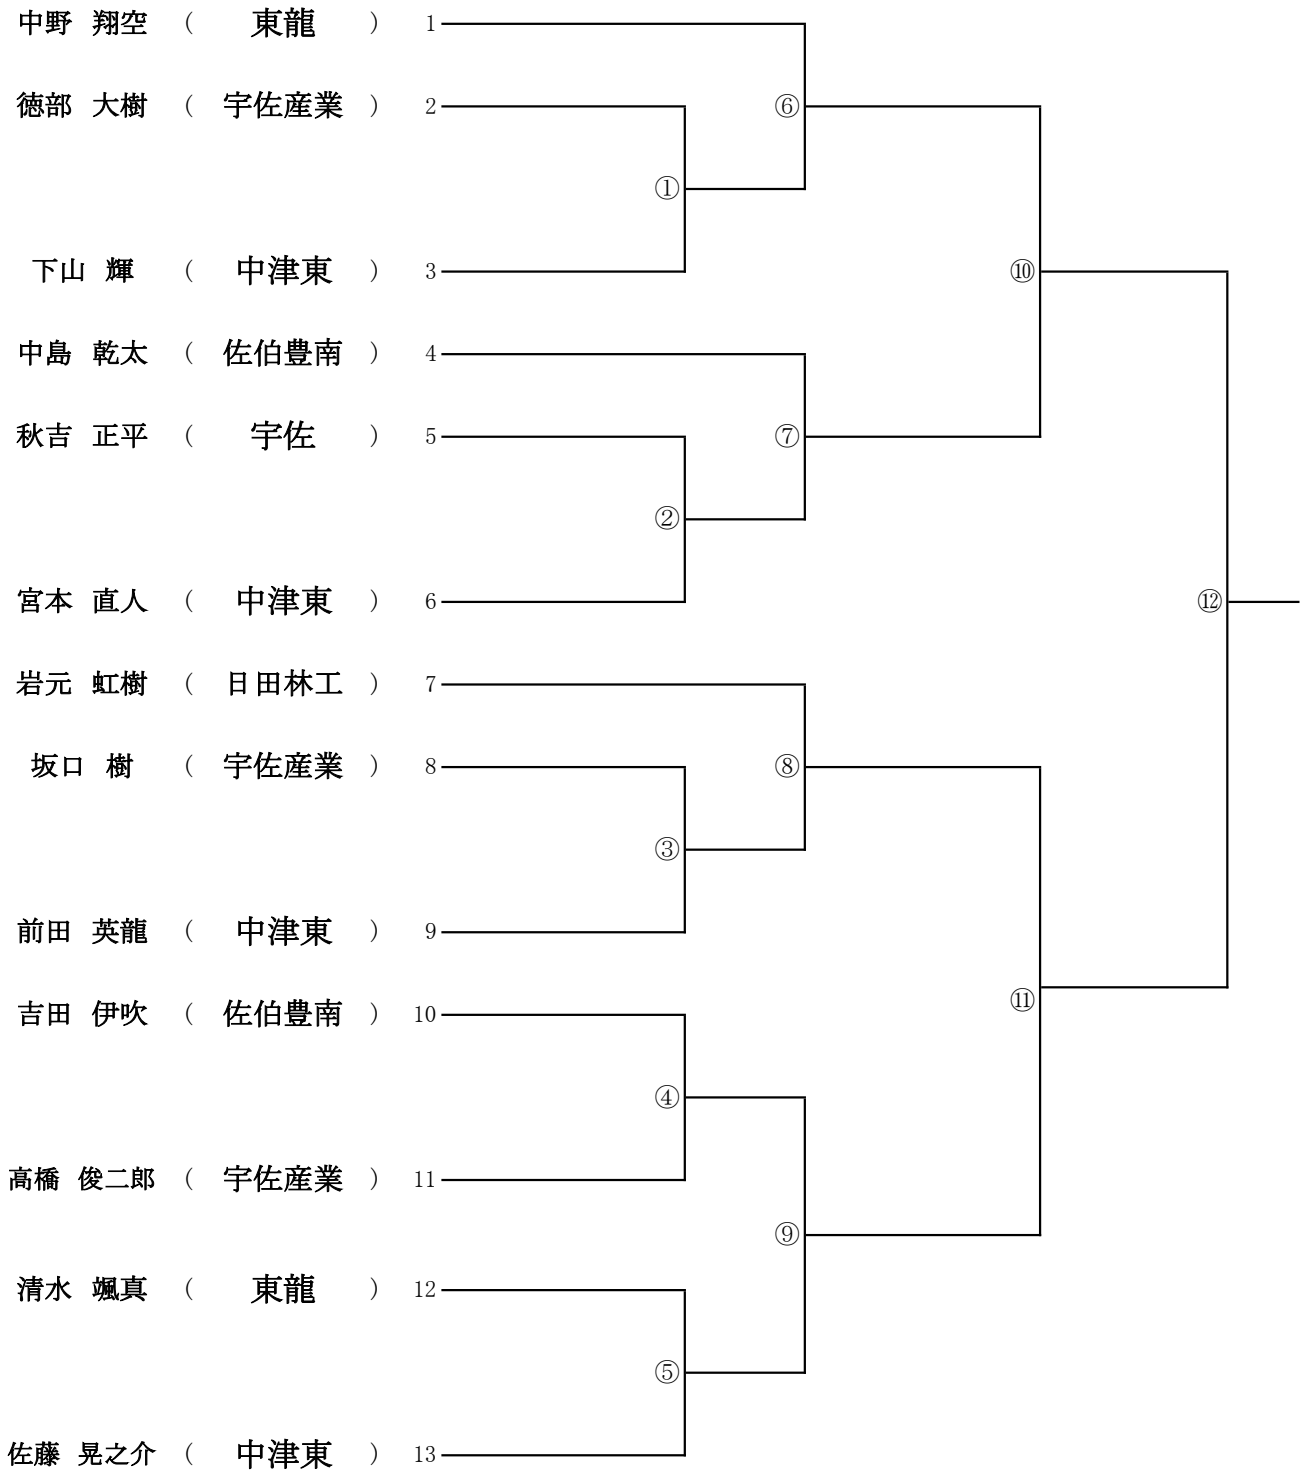 中野 翔空 ( 東龍 ) 1
徳部 大樹 ( 宇佐産業 ) 2
⑥
①
下山 輝 ( 中津東 ) 3
⑩
中島 乾太 ( 佐伯豊南 ) 4
秋吉 正平 ( 宇佐 ) 5
⑦
②
宮本 直人 ( 中津東 ) 6
⑫
岩元 虹樹 ( 日田林工 ) 7
坂口 樹 ( 宇佐産業 ) 8
⑧
③
前田 英龍 ( 中津東 ) 9
吉田 伊吹 ( 佐伯豊南 ) 10
⑪
④
高橋 俊二郎 ( 宇佐産業 ) 11
⑨
清水 颯真 ( 東龍 ) 12
⑤
佐藤 晃之介 ( 中津東 ) 13